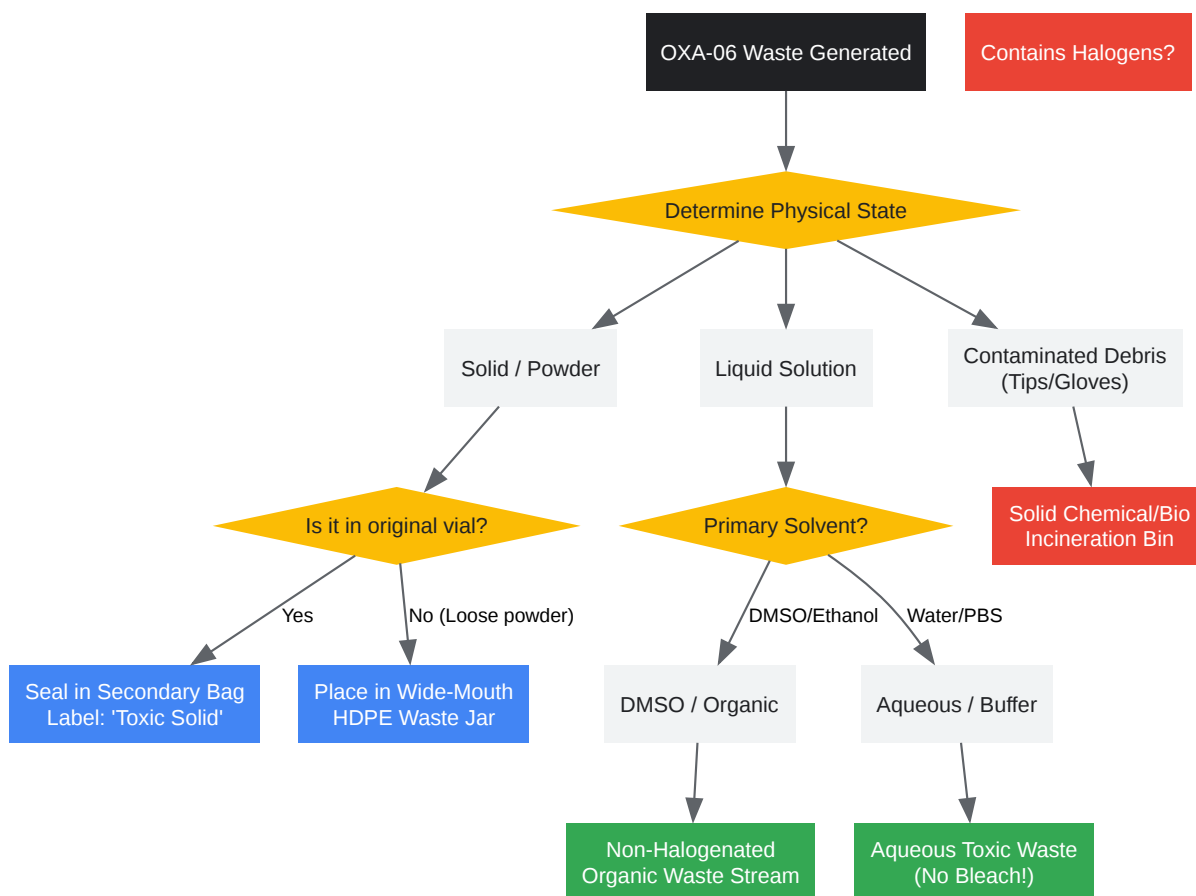 OXA-06 Waste Generated
Contains Halogens?
Determine Physical State
Solid / Powder
Liquid Solution
Contaminated Debris
(Tips/Gloves)
Is it in original vial?
Primary Solvent?
Solid Chemical/Bio
Incineration Bin
Yes
No (Loose powder)
DMSO/Ethanol
Water/PBS
Seal in Secondary Bag
Label: 'Toxic Solid'
Place in Wide-Mouth
HDPE Waste Jar
DMSO / Organic
Aqueous / Buffer
Non-Halogenated
Organic Waste Stream
Aqueous Toxic Waste
(No Bleach!)